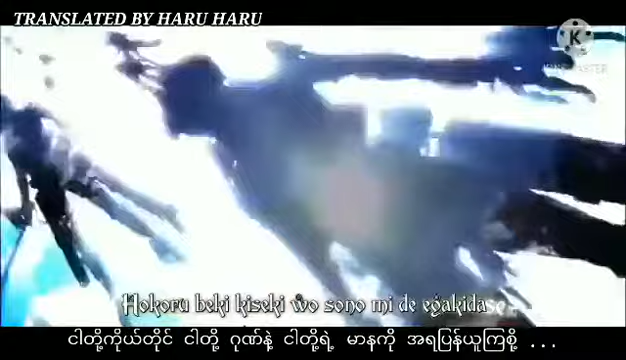 TRANSLATED BY HARU HARU
K
KINEMASTER
Hokoru beki kiseki wo sono mi de egakidase
ငါတို့ကိုယ်တိုင် ငါတို့ ဂုဏ်နဲ့ ငါတို့ရဲ့ မာနကို အရပြန်ယူကြစို့ . . .